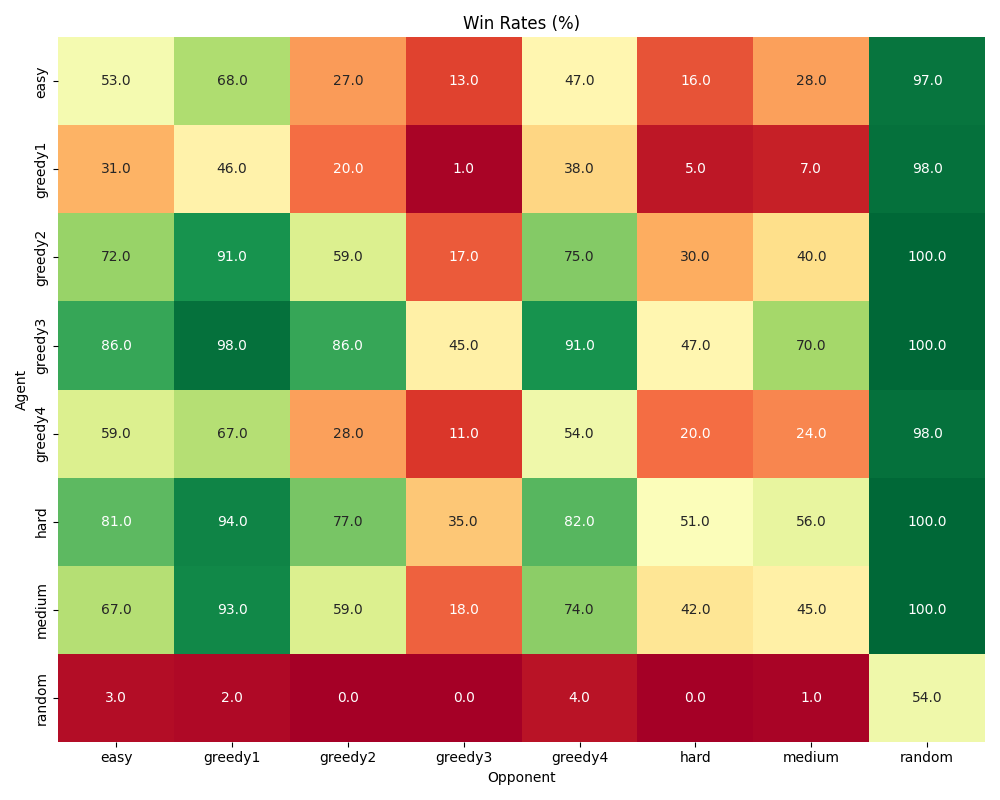 Win Rates (%)
easy 53.0 68.0 27.0 13.0 47.0 16.0 28.0 97.0
greedy1 31.0 46.0 20.0 1.0 38.0 5.0 7.0 98.0
greedy2 72.0 91.0 59.0 17.0 75.0 30.0 40.0 100.0
greedy3 86.0 98.0 86.0 45.0 91.0 47.0 70.0 100.0
Agent
greedy4 59.0 67.0 28.0 11.0 54.0 20.0 24.0 98.0
hard 81.0 94.0 77.0 35.0 82.0 51.0 56.0 100.0
medium 67.0 93.0 59.0 18.0 74.0 42.0 45.0 100.0
random 3.0 2.0 0.0 0.0 4.0 0.0 1.0 54.0
easy greedy1 greedy2 greedy3 greedy4 hard medium random
Opponent